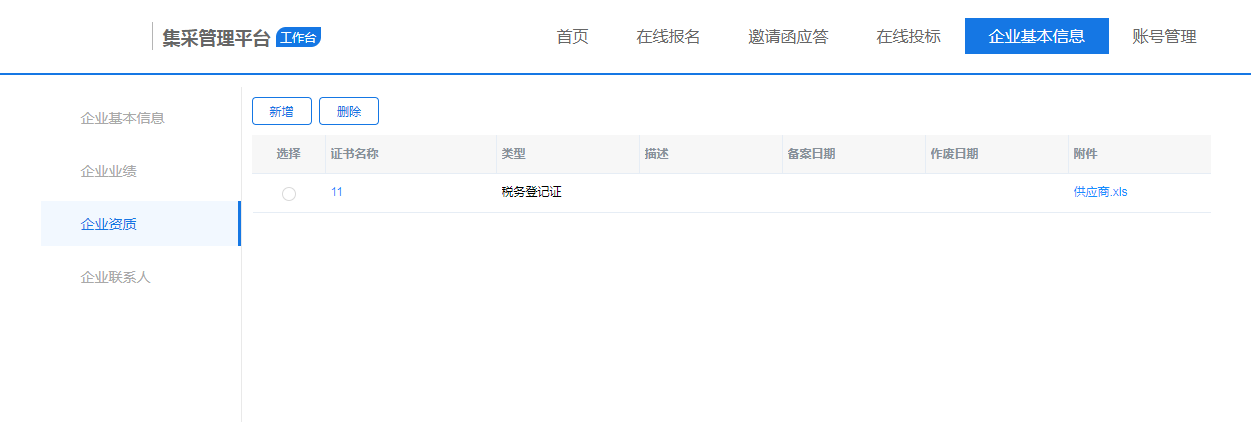 集采管理平台 工作台
首页 在线报名 邀请函应答 在线投标 企业基本信息 账号管理
企业基本信息
企业业绩
企业资质
企业联系人
新增 删除
选择 证书名称 类型 描述 备案日期 作废日期 附件
11 税务登记证 供应商.xls